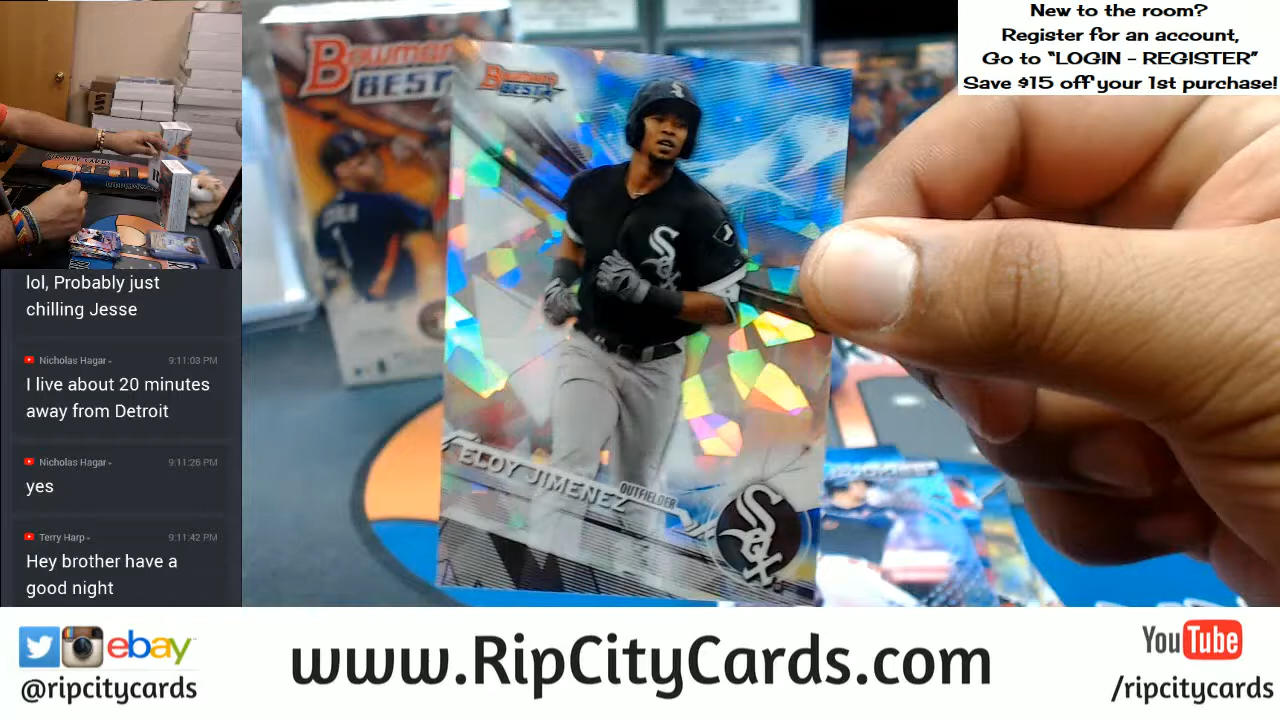 New to the room?
Register for an account,
Go to "LOGIN - REGISTER"
Save $15 off your 1st purchase!
Bowman
BEST
Bowman's
BEST
Sox
ELOY JIMENEZ
OUTFIELDER
Sox
lol, Probably just
chilling Jesse
Nicholas Hagar
9:11:03 PM
I live about 20 minutes
away from Detroit
Nicholas Hagar
9:11:26 PM
yes
Terry Harp
9:11:42 PM
Hey brother have a
good night
ebay
@ripcitycards
www.RipCityCards.com
YouTube
/ripcitycards